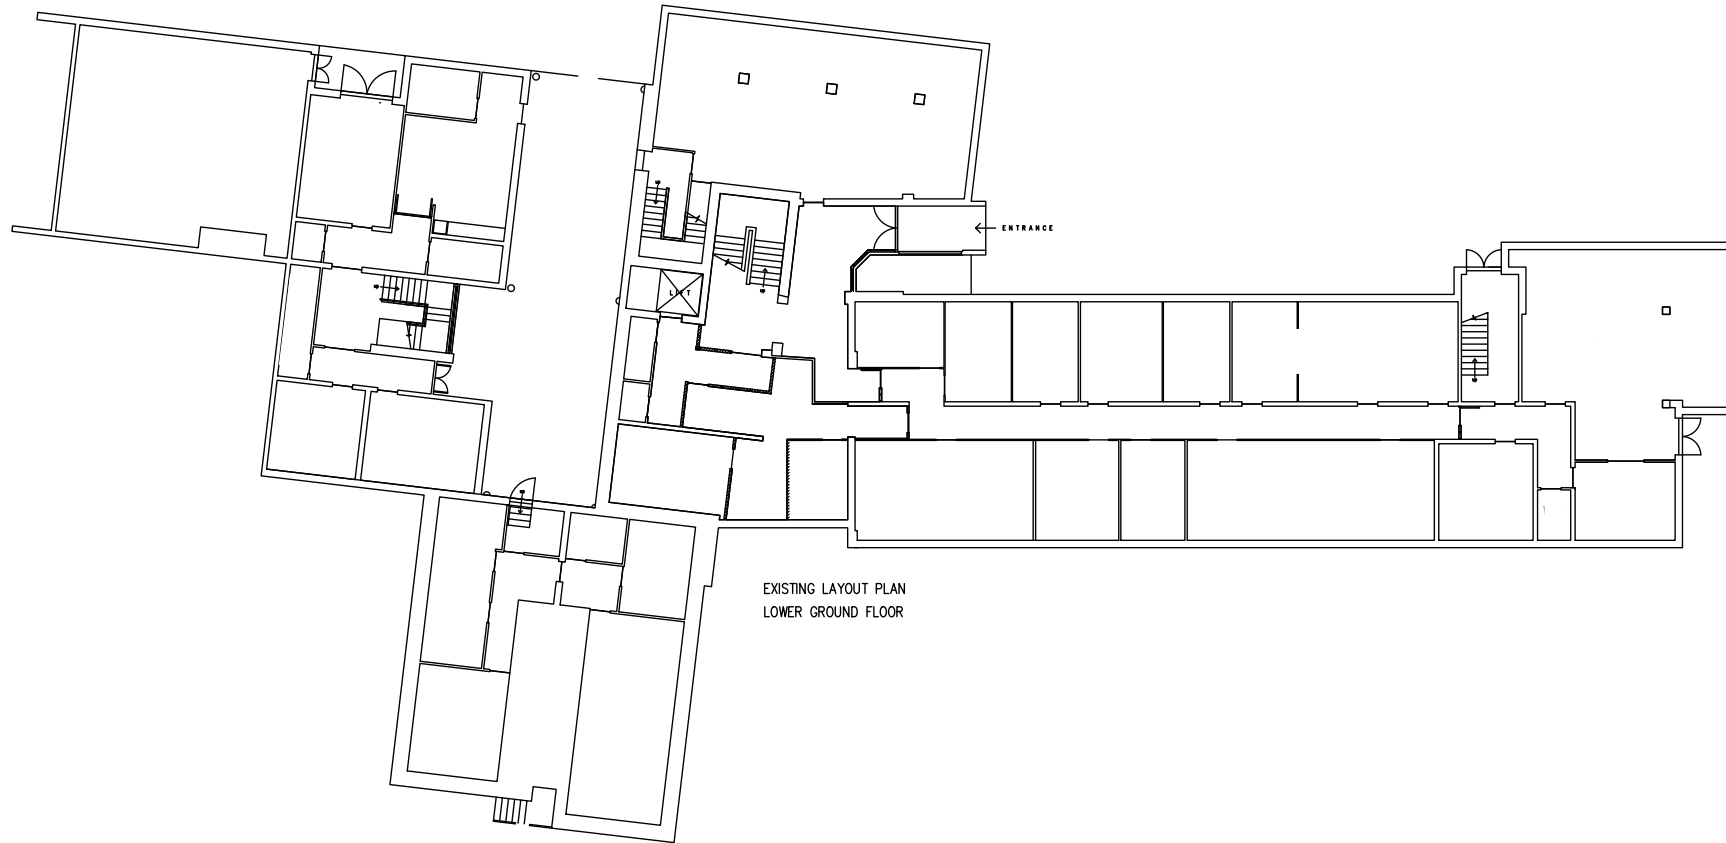 ENTRANCE
LIFT
EXISTING LAYOUT PLAN
LOWER GROUND FLOOR